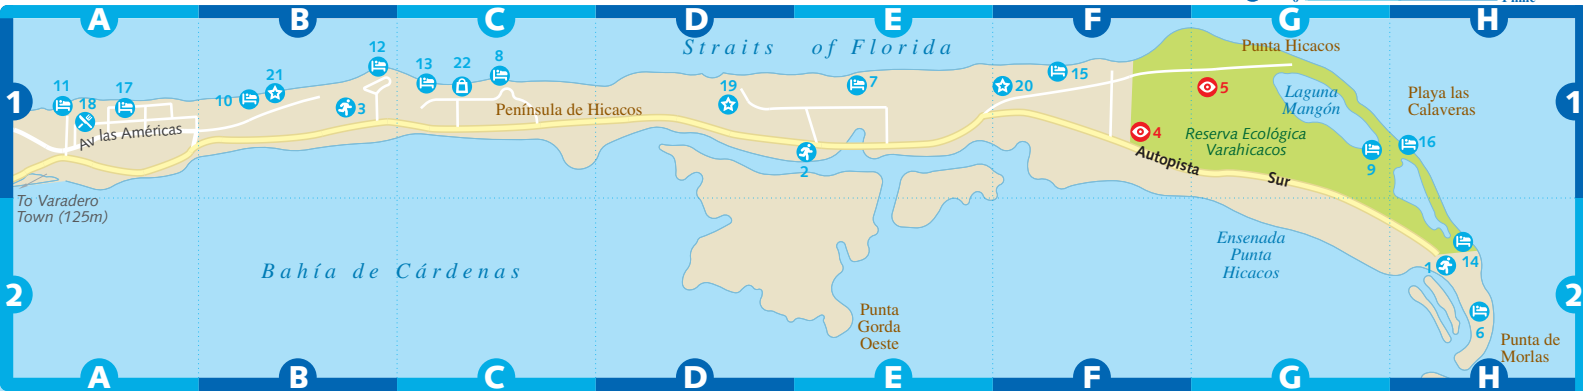 A B C D E F G H
1
2
1
2
A B C D E F G H
Straits of Florida
Punta Hicacos
Laguna
Mangón
Playa las
Calaveras
Península de Hicacos
Av las Américas
Reserva Ecológica
Varahicacos
Autopista Sur
To Varadero
Town (125m)
Bahía de Cárdenas
Ensenada
Punta
Hicacos
Punta
Gorda
Oeste
Punta de
Morlas
11
18
17
10
21
12
3
13
22
8
19
7
2
20
15
5
4
9
16
14
1
6